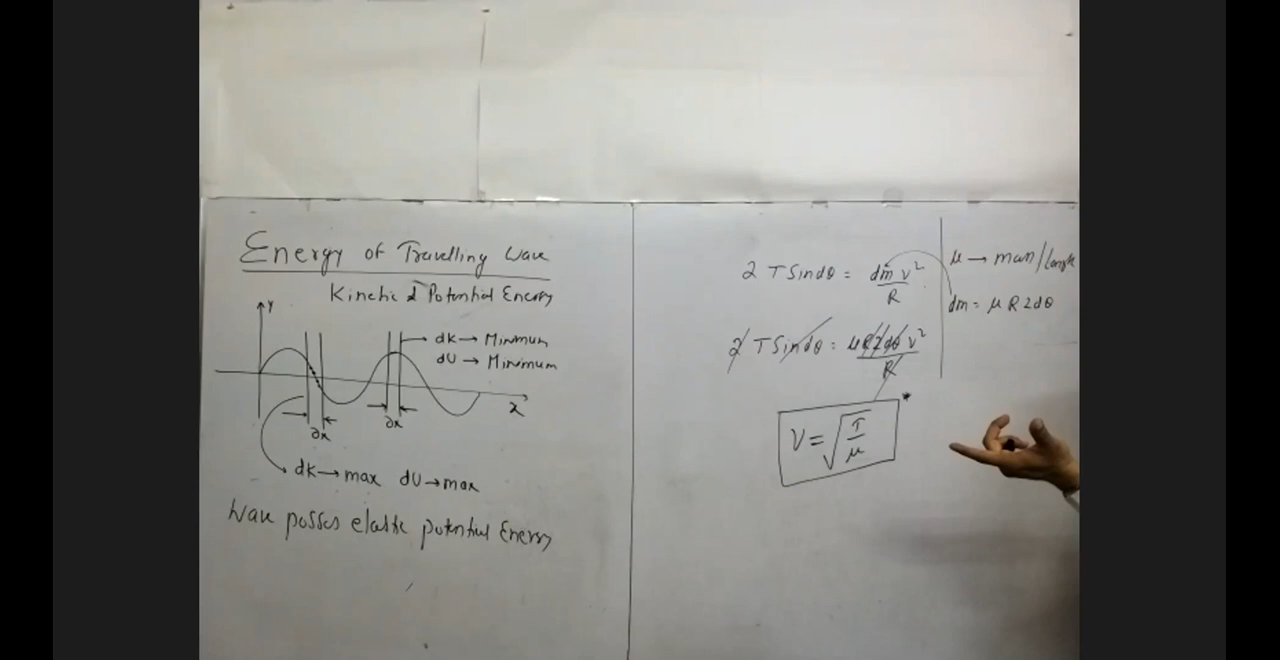 Energy of Travelling Wave
Kinetic & Potential Energy
Y
dK → Minimum
dU → Minimum
x
∂x
∂x
dK → max dU → max
Wave posses elastic potential Energy
2 T Sindθ = dm v² / R
2 T Sindθ = μR2dθ v² / R
V = √(T/μ)
*
μ → mass/Length
dm = μ R 2dθ